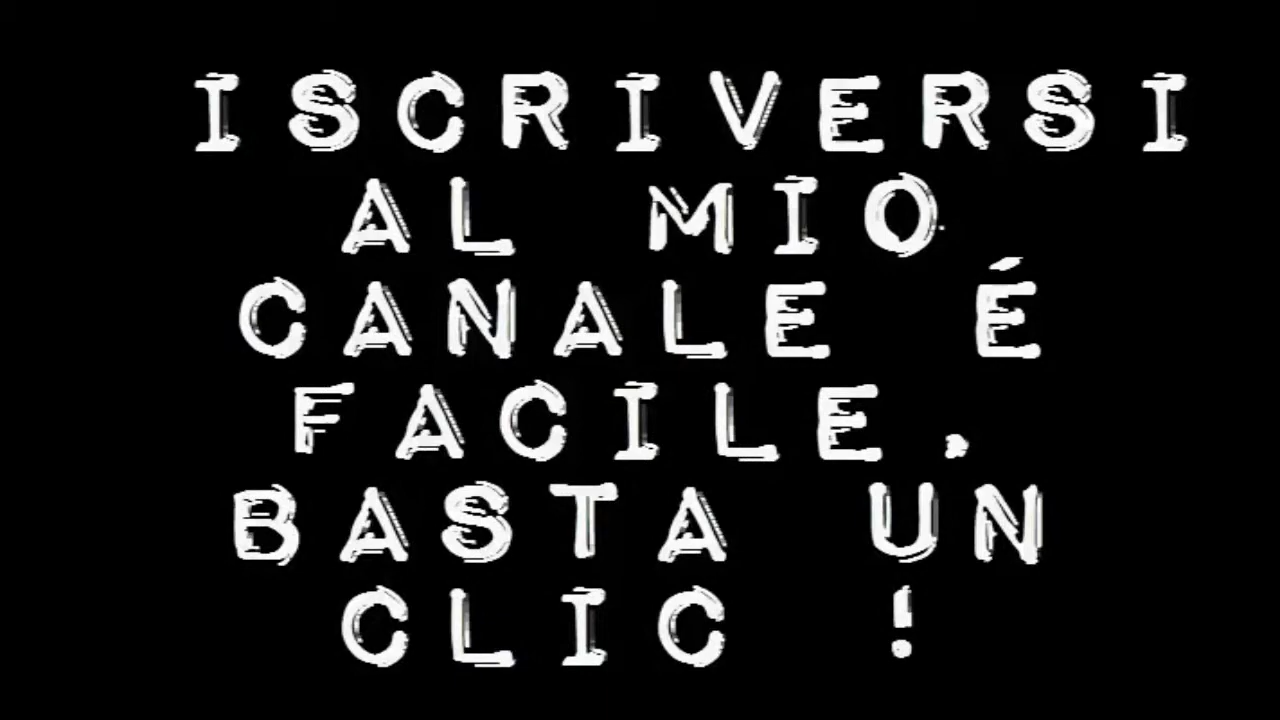 ISCRIVERSI
AL MIO
CANALE É
FACILE,
BASTA UN
CLIC !